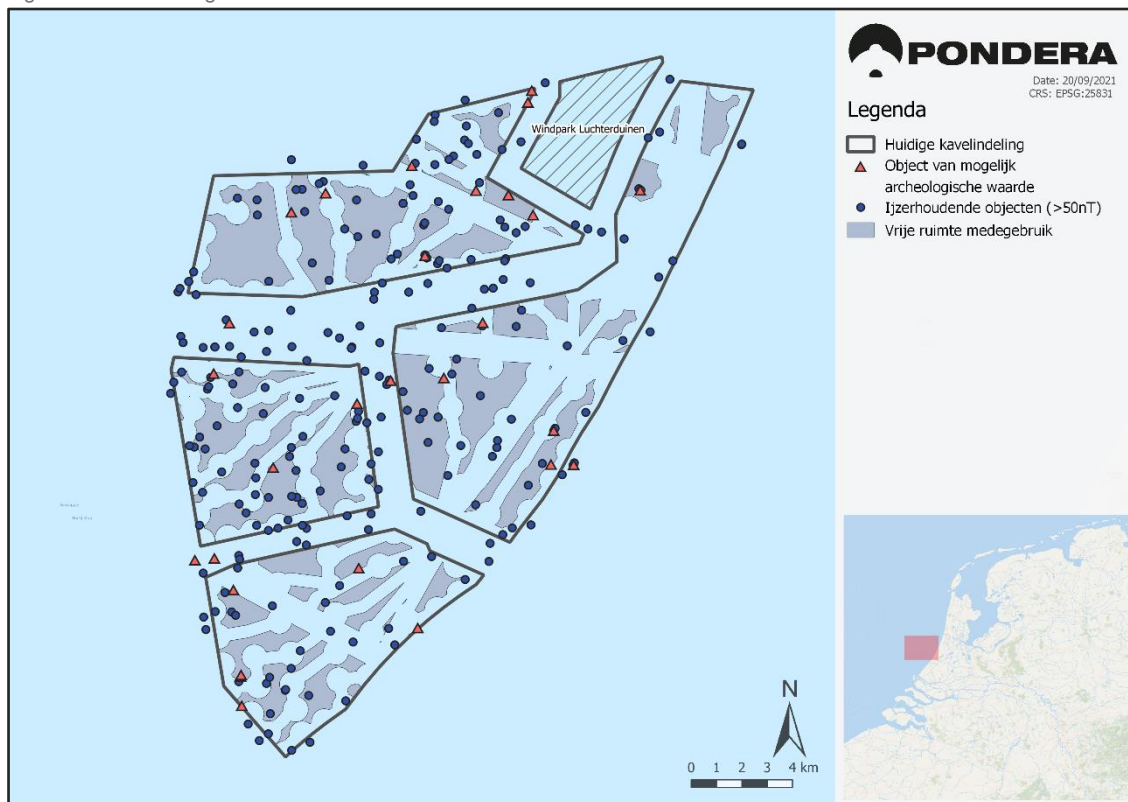 PONDERA
Date: 20/09/2021
CRS: EPSG:25831
Legenda
Huidige kavelindeling
Object van mogelijk
archeologische waarde
Ijzerhoudende objecten (>50nT)
Vrije ruimte medegebruik
Windpark Luchterduinen
N
0 1 2 3 4 km